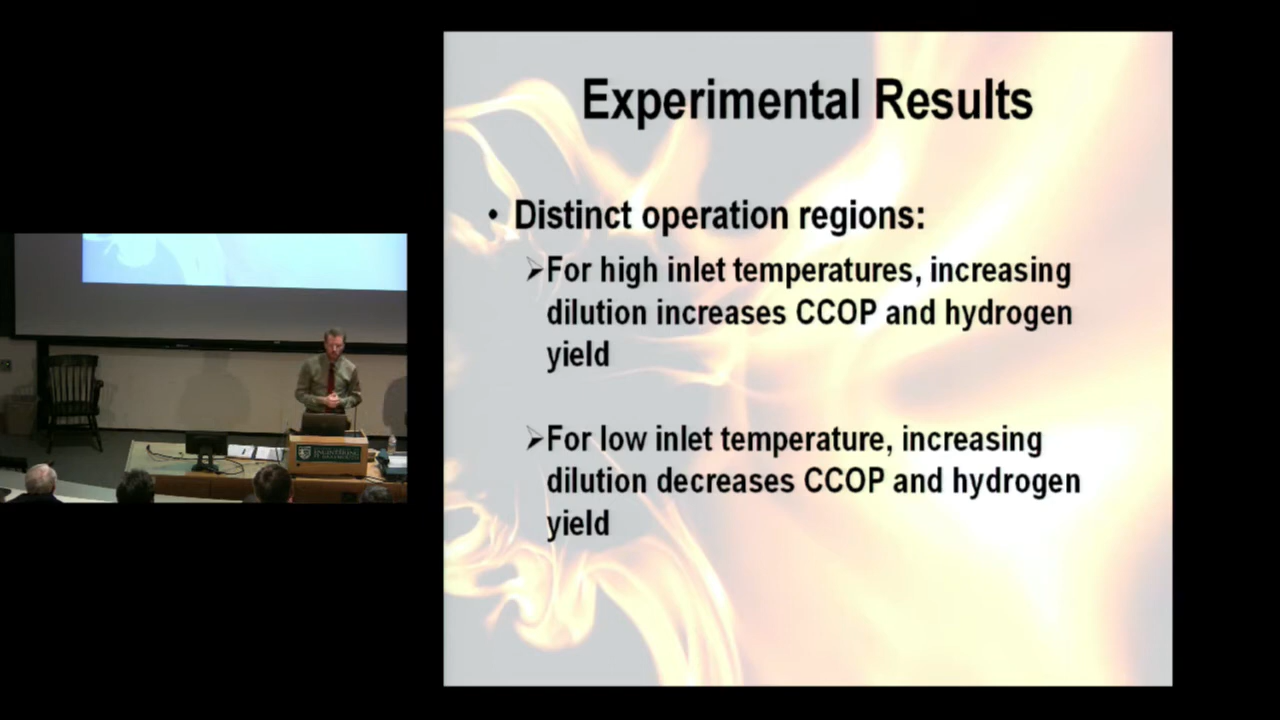 Experimental Results
• Distinct operation regions:
➢For high inlet temperatures, increasing
dilution increases CCOP and hydrogen
yield
➢For low inlet temperature, increasing
dilution decreases CCOP and hydrogen
yield
ENGINEERING